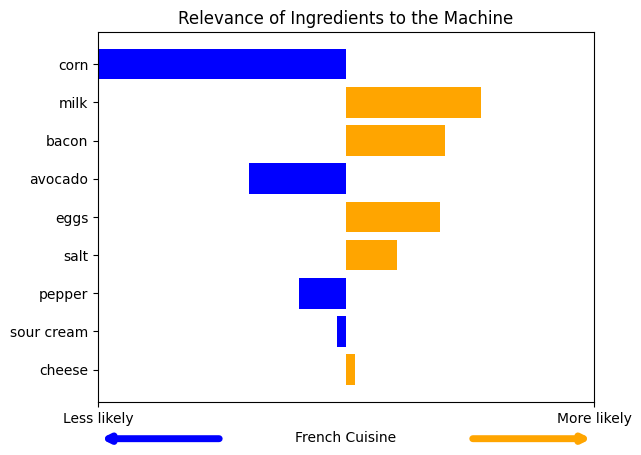 Relevance of Ingredients to the Machine
corn
milk
bacon
avocado
eggs
salt
pepper
sour cream
cheese
Less likely
More likely
French Cuisine